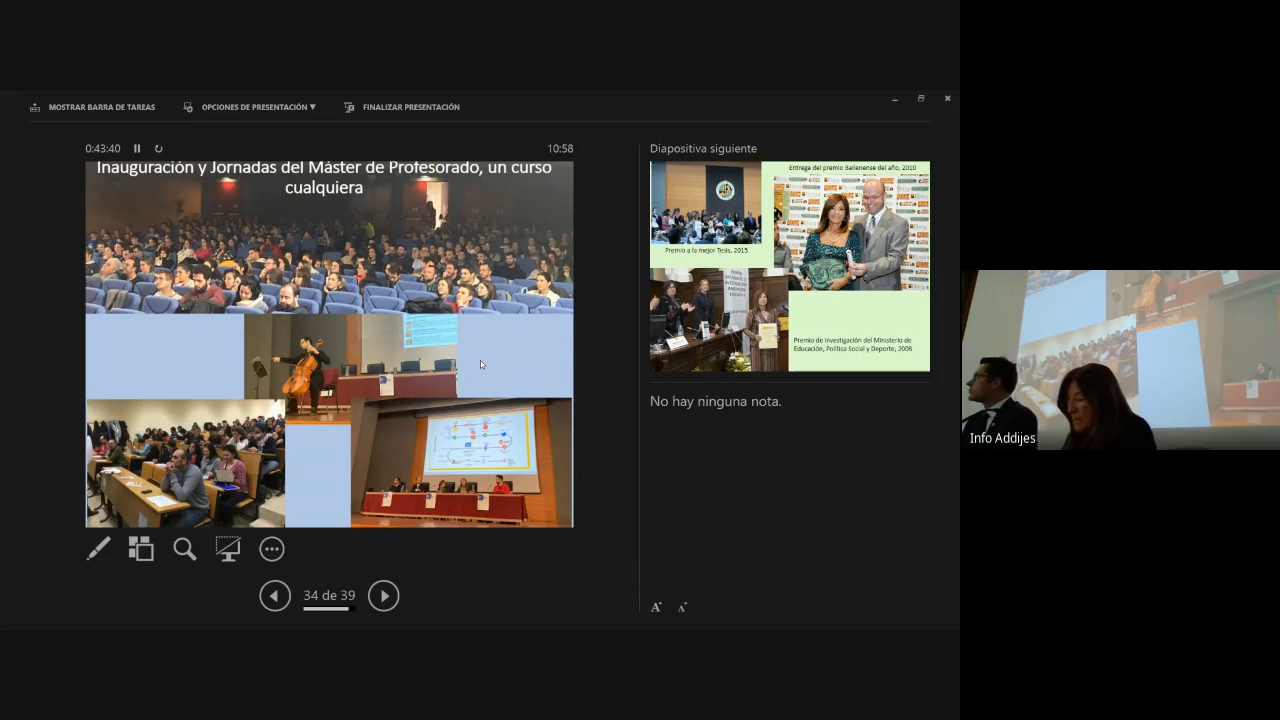 MOSTRAR BARRA DE TAREAS
OPCIONES DE PRESENTACIÓN
FINALIZAR PRESENTACIÓN
0:43:40
10:58
Inauguración y Jornadas del Máster de Profesorado, un curso
cualquiera
34 de 39
Diapositiva siguiente
Entrega del premio Bailenense del año, 2010
Premio a la mejor Tesis, 2015
Premio de Investigación del Ministerio de
Educación, Política Social y Deporte, 2008
No hay ninguna nota.
Info Addijes